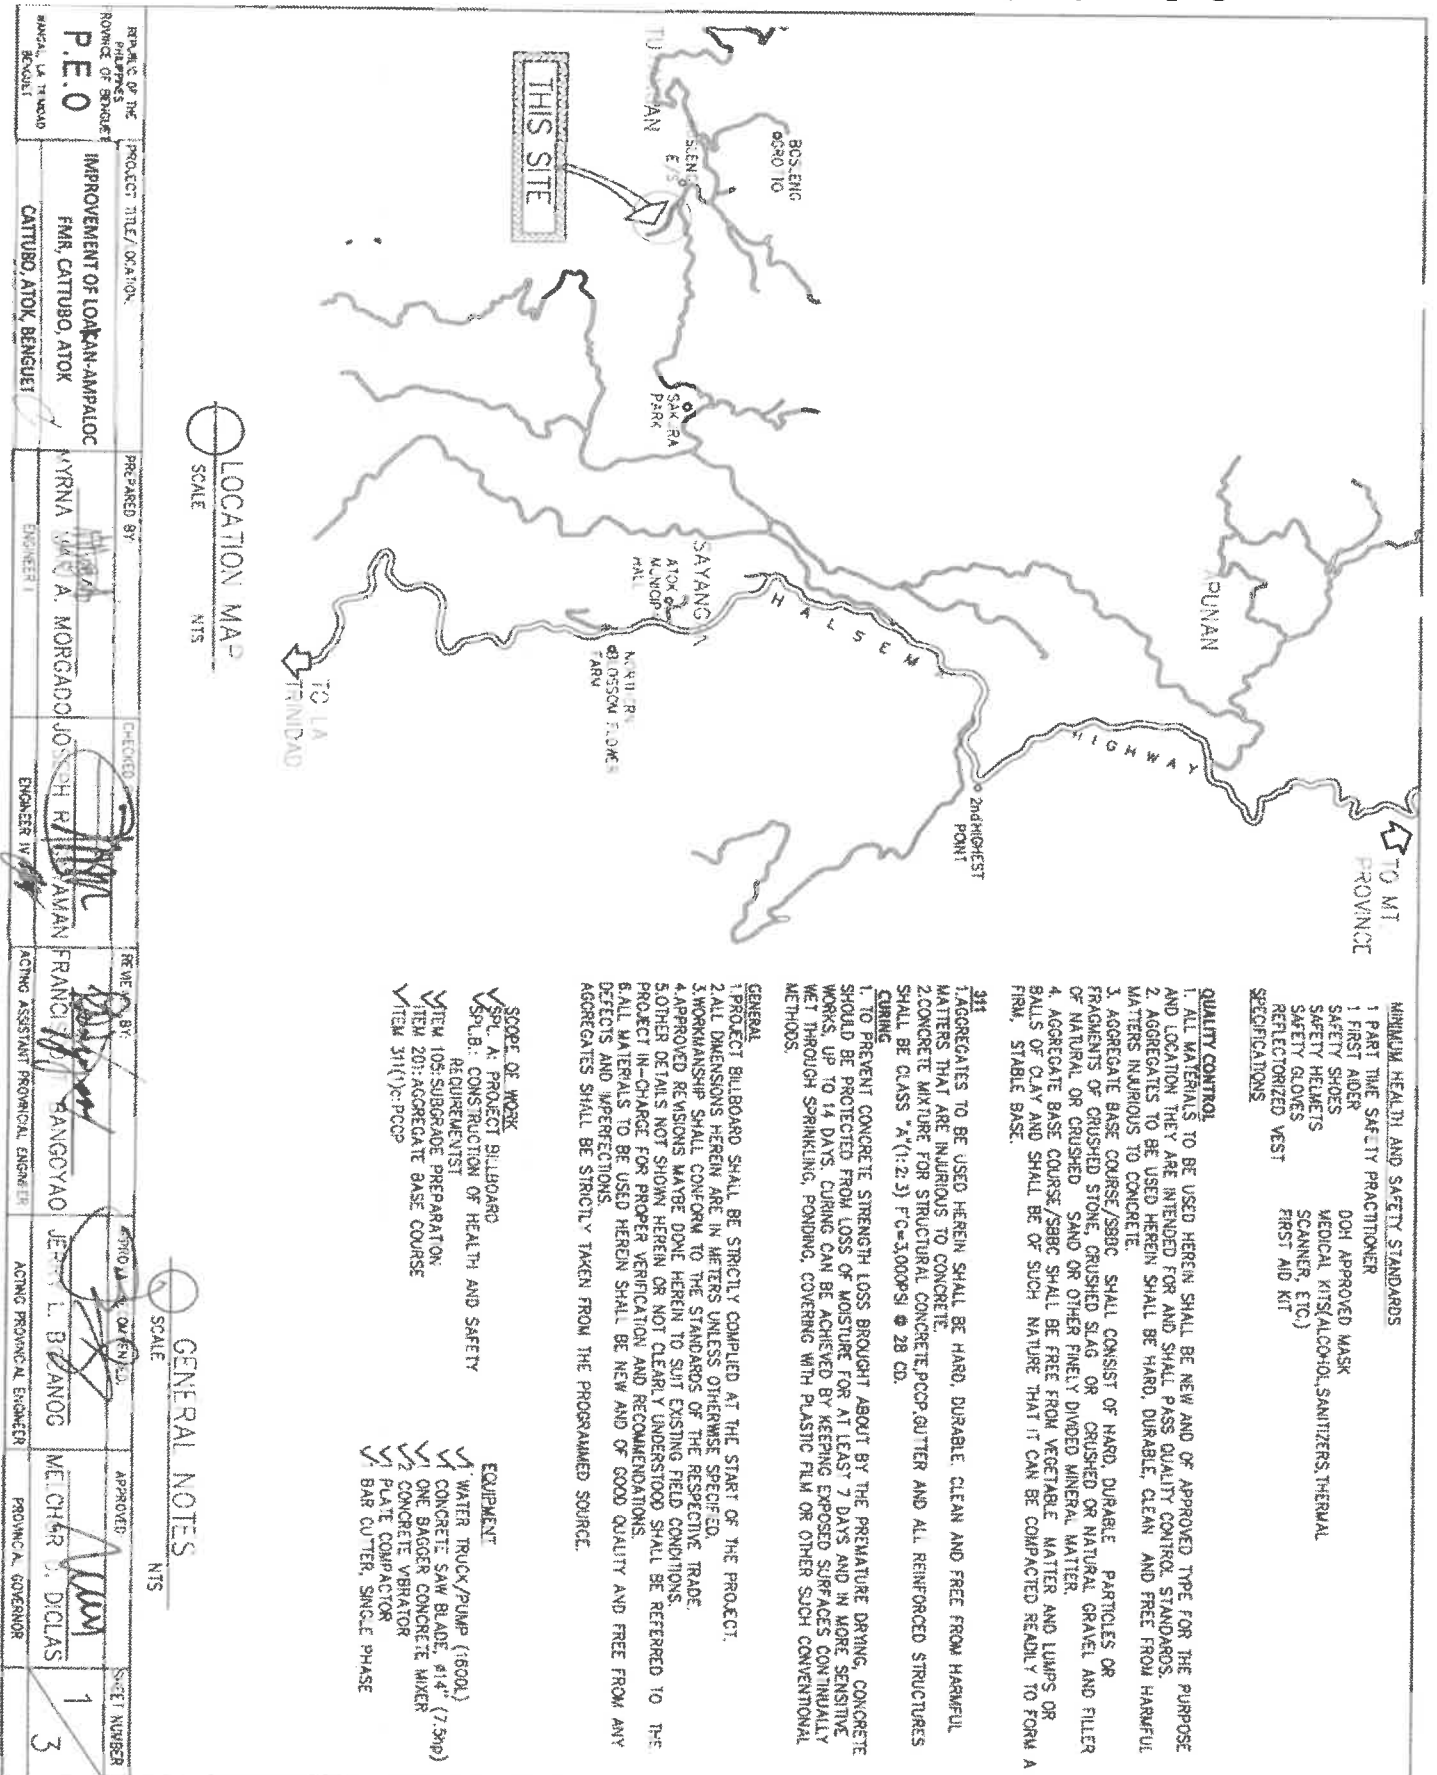 TO MT.
PROVINCE
PUNAN
HIGHWAY
2nd HIGHEST
POINT
HALSEMA
SAYANGAN
ATOK
MUNICIPAL
HALL
NORTHERN
BLOSSOM FLOWER
FARM
TO LA
TRINIDAD
SAKURA
PARK
BOSLENG
GROTTO
E/S
THIS SITE
LOCATION MAP
SCALE NTS
MINIMUM HEALTH AND SAFETY STANDARDS
1 PART TIME SAFETY PRACTITIONER
1 FIRST AIDER
SAFETY SHOES
SAFETY HELMETS
SAFETY GLOVES
REFLECTORIZED VEST
DOH APPROVED MASK
MEDICAL KITS(ALCOHOL,SANITIZERS,THERMAL
SCANNER, ETC.)
FIRST AID KIT
SPECIFICATIONS
QUALITY CONTROL
1. ALL MATERIALS TO BE USED HEREIN SHALL BE NEW AND OF APPROVED TYPE FOR THE PURPOSE
AND LOCATION THEY ARE INTENDED FOR AND SHALL PASS QUALITY CONTROL STANDARDS.
2. AGGREGATES TO BE USED HEREIN SHALL BE HARD, DURABLE, CLEAN AND FREE FROM HARMFUL
MATTERS INJURIOUS TO CONCRETE.
3. AGGREGATE BASE COURSE/SBBC SHALL CONSIST OF HARD, DURABLE PARTICLES OR
FRAGMENTS OF CRUSHED STONE, CRUSHED SLAG OR CRUSHED OR NATURAL GRAVEL AND FILLER
OF NATURAL OR CRUSHED SAND OR OTHER FINELY DIVIDED MINERAL MATTER.
4. AGGREGATE BASE COURSE/SBBC SHALL BE FREE FROM VEGETABLE MATTER AND LUMPS OR
BALLS OF CLAY AND SHALL BE OF SUCH NATURE THAT IT CAN BE COMPACTED READILY TO FORM A
FIRM, STABLE BASE.
311
1.AGGREGATES TO BE USED HEREIN SHALL BE HARD, DURABLE. CLEAN AND FREE FROM HARMFUL
MATTERS THAT ARE INJURIOUS TO CONCRETE.
2.CONCRETE MIXTURE FOR STRUCTURAL CONCRETE,PCCP,GUTTER AND ALL REINFORCED STRUCTURES
SHALL BE CLASS "A"(1: 2: 3) F'C=3,000PSI @ 28 CD.
CURING
1. TO PREVENT CONCRETE STRENGTH LOSS BROUGHT ABOUT BY THE PREMATURE DRYING, CONCRETE
SHOULD BE PROTECTED FROM LOSS OF MOISTURE FOR AT LEAST 7 DAYS AND IN MORE SENSITIVE
WORKS, UP TO 14 DAYS. CURING CAN BE ACHIEVED BY KEEPING EXPOSED SURFACES CONTINUALLY
WET THROUGH SPRINKLING, PONDING, COVERING WITH PLASTIC FILM OR OTHER SUCH CONVENTIONAL
METHODS.
GENERAL
1.PROJECT BILLBOARD SHALL BE STRICTLY COMPLIED AT THE START OF THE PROJECT.
2.ALL DIMENSIONS HEREIN ARE IN METERS UNLESS OTHERWISE SPECIFIED.
3.WORKMANSHIP SHALL CONFORM TO THE STANDARDS OF THE RESPECTIVE TRADE.
4.APPROVED REVISIONS MAYBE DONE HEREIN TO SUIT EXISTING FIELD CONDITIONS.
5.OTHER DETAILS NOT SHOWN HEREIN OR NOT CLEARLY UNDERSTOOD SHALL BE REFERRED TO THE
PROJECT IN-CHARGE FOR PROPER VERIFICATION AND RECOMMENDATIONS.
6.ALL MATERIALS TO BE USED HEREIN SHALL BE NEW AND OF GOOD QUALITY AND FREE FROM ANY
DEFECTS AND IMPERFECTIONS.
AGGREGATES SHALL BE STRICTLY TAKEN FROM THE PROGRAMMED SOURCE.
SCOPE OF WORK
SPL. A: PROJECT BILLBOARD
SPL.B.: CONSTRUCTION OF HEALTH AND SAFETY
REQUIREMENTST
ITEM 105: SUBGRADE PREPARATION
ITEM 201: AGGREGATE BASE COURSE
ITEM 311(1)c: PCCP
EQUIPMENT
1 WATER TRUCK/PUMP (1600L)
1 CONCRETE SAW BLADE, ø14" (7.5hp)
1 ONE BAGGER CONCRETE MIXER
2 CONCRETE VIBRATOR
1 PLATE COMPACTOR
1 BAR CUTTER, SINGLE PHASE
GENERAL NOTES
SCALE NTS
REPUBLIC OF THE
PHILIPPINES
PROVINCE OF BENGUET
P.E.O
WANGAL, LA TRINIDAD
BENGUET
PROJECT TITLE/LOCATION:
IMPROVEMENT OF LOAKAN-AMPALOC
FMR, CATTUBO, ATOK
CATTUBO, ATOK, BENGUET
PREPARED BY:
MYRNA A. MORGADO
ENGINEER I
CHECKED
JOSEPH
ENGINEER IV
REVIEWED BY:
FRANCIS BANGOYAO
ACTING ASSISTANT PROVINCIAL ENGINEER
JERRY L.
ACTING PROVINCIAL ENGINEER
APPROVED
MELCHOR D. DICLAS
PROVINCIAL GOVERNOR
SHEET NUMBER
1
3